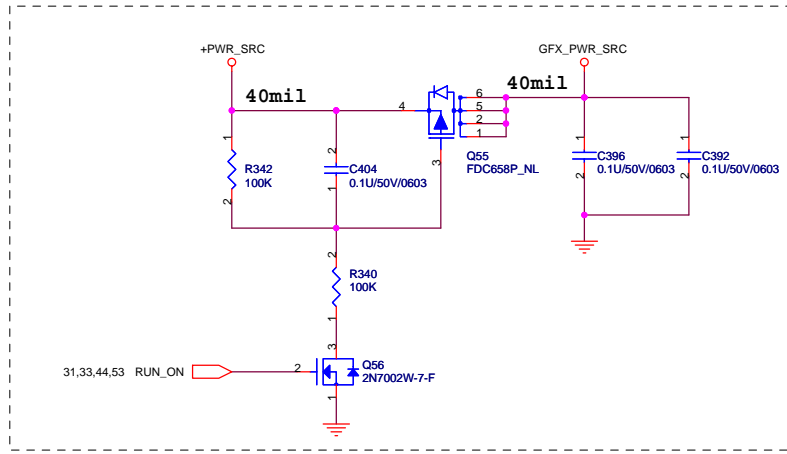 +PWR_SRC
GFX_PWR_SRC
40mil
40mil
4
6
5
2
1
3
Q55
FDC658P_NL
1
R342
100K
2
2
C404
0.1U/50V/0603
1
1
C396
0.1U/50V/0603
2
1
C392
0.1U/50V/0603
2
2
R340
100K
1
3
Q56
2N7002W-7-F
2
1
31,33,44,53 RUN_ON